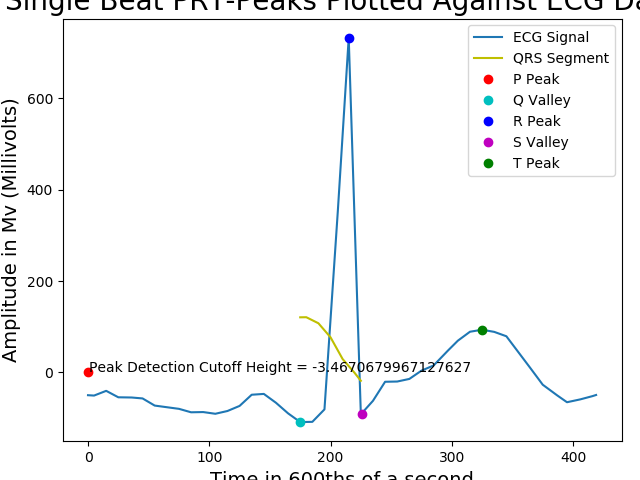 Single Beat PRT-Peaks Plotted Against ECG Da
ECG Signal
QRS Segment
P Peak
Q Valley
R Peak
S Valley
T Peak
Amplitude in Mv (Millivolts)
600
400
200
0
Peak Detection Cutoff Height = -3.4670679967127627
0 100 200 300 400
Time in 600ths of a second